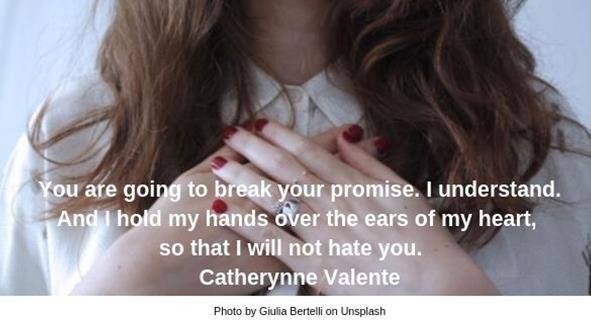 You are going to break your promise. I understand.
And I hold my hands over the ears of my heart,
so that I will not hate you.
Catherynne Valente
Photo by Giulia Bertelli on Unsplash